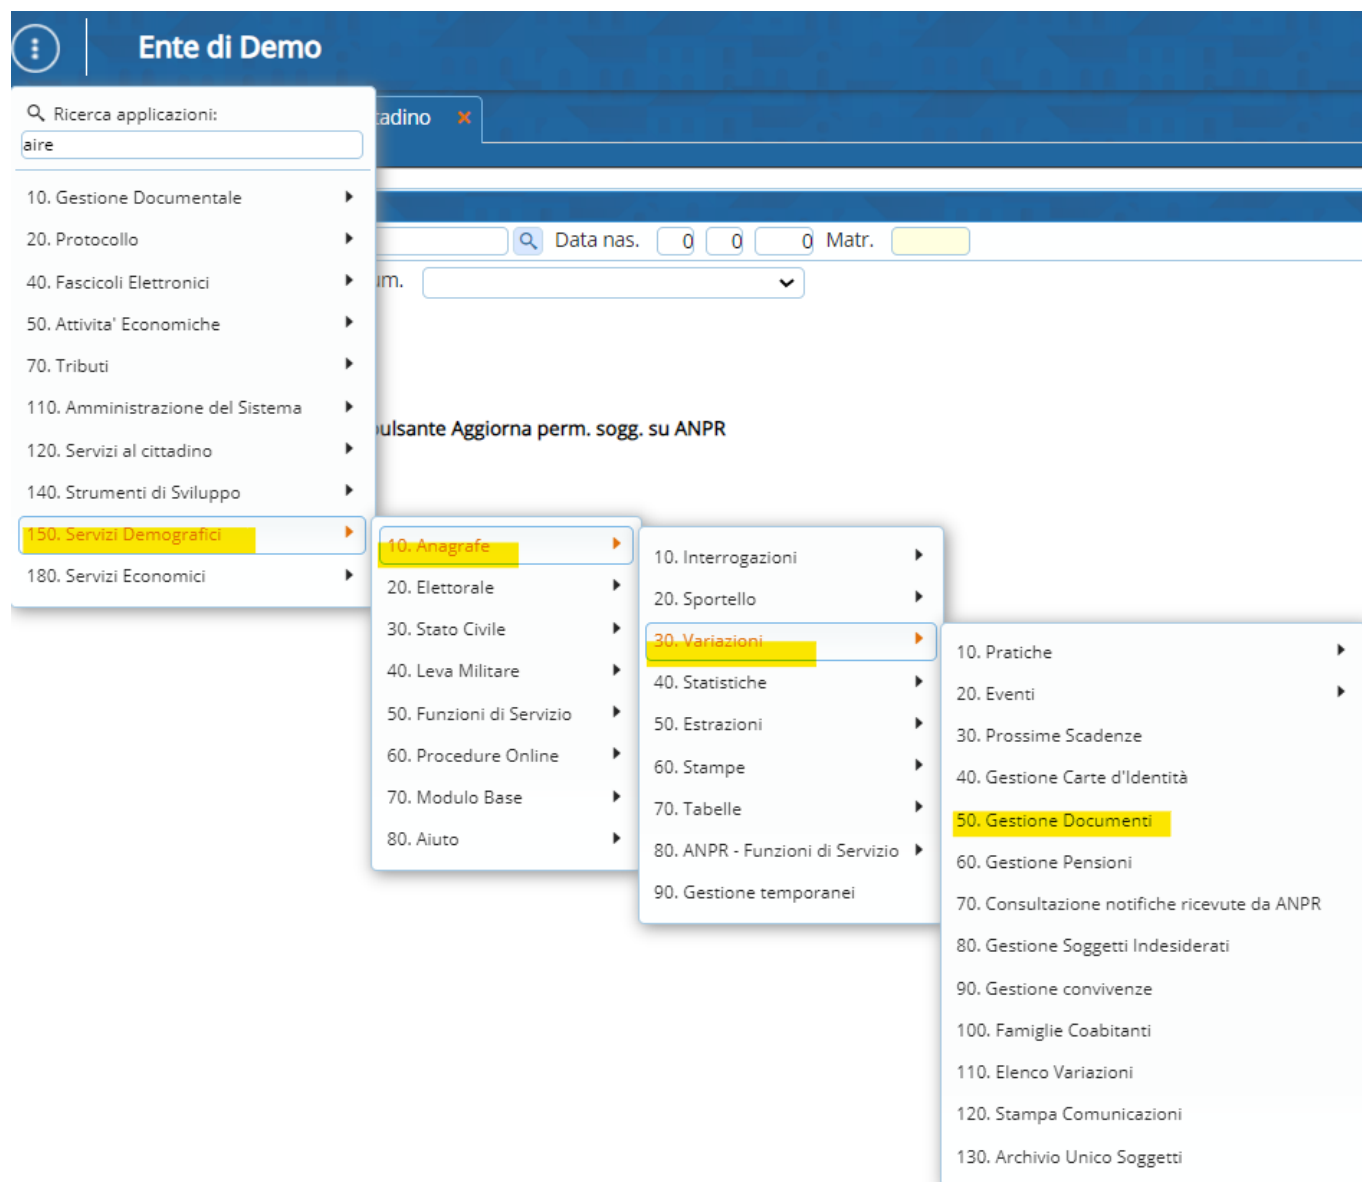 Ente di Demo
Ricerca applicazioni:
aire
tadino ×
10. Gestione Documentale
20. Protocollo
40. Fascicoli Elettronici
50. Attivita' Economiche
70. Tributi
110. Amministrazione del Sistema
120. Servizi al cittadino
140. Strumenti di Sviluppo
150. Servizi Demografici
180. Servizi Economici
Data nas. 0 0 0 Matr.
um.
ulsante Aggiorna perm. sogg. su ANPR
10. Anagrafe
20. Elettorale
30. Stato Civile
40. Leva Militare
50. Funzioni di Servizio
60. Procedure Online
70. Modulo Base
80. Aiuto
10. Interrogazioni
20. Sportello
30. Variazioni
40. Statistiche
50. Estrazioni
60. Stampe
70. Tabelle
80. ANPR - Funzioni di Servizio
90. Gestione temporanei
10. Pratiche
20. Eventi
30. Prossime Scadenze
40. Gestione Carte d'Identità
50. Gestione Documenti
60. Gestione Pensioni
70. Consultazione notifiche ricevute da ANPR
80. Gestione Soggetti Indesiderati
90. Gestione convivenze
100. Famiglie Coabitanti
110. Elenco Variazioni
120. Stampa Comunicazioni
130. Archivio Unico Soggetti